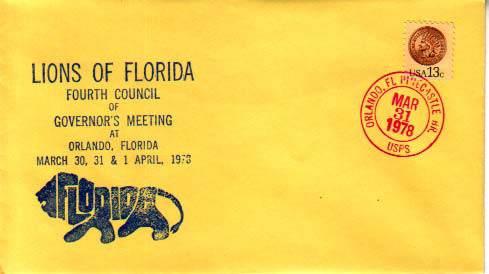 LIONS OF FLORIDA
FOURTH COUNCIL
OF
GOVERNOR'S MEETING
AT
ORLANDO, FLORIDA
MARCH 30, 31 & 1 APRIL, 1978
FLORIDA
USA 13c
ORLANDO, FL PINECASTLE BR.
MAR
31
1978
USPS